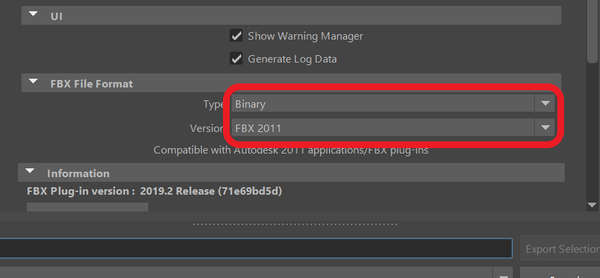 UI
Show Warning Manager
Generate Log Data
FBX File Format
Type Binary
Version FBX 2011
Compatible with Autodesk 2011 applications/FBX plug-ins
Information
FBX Plug-in version : 2019.2 Release (71e69bd5d)
Export Selection